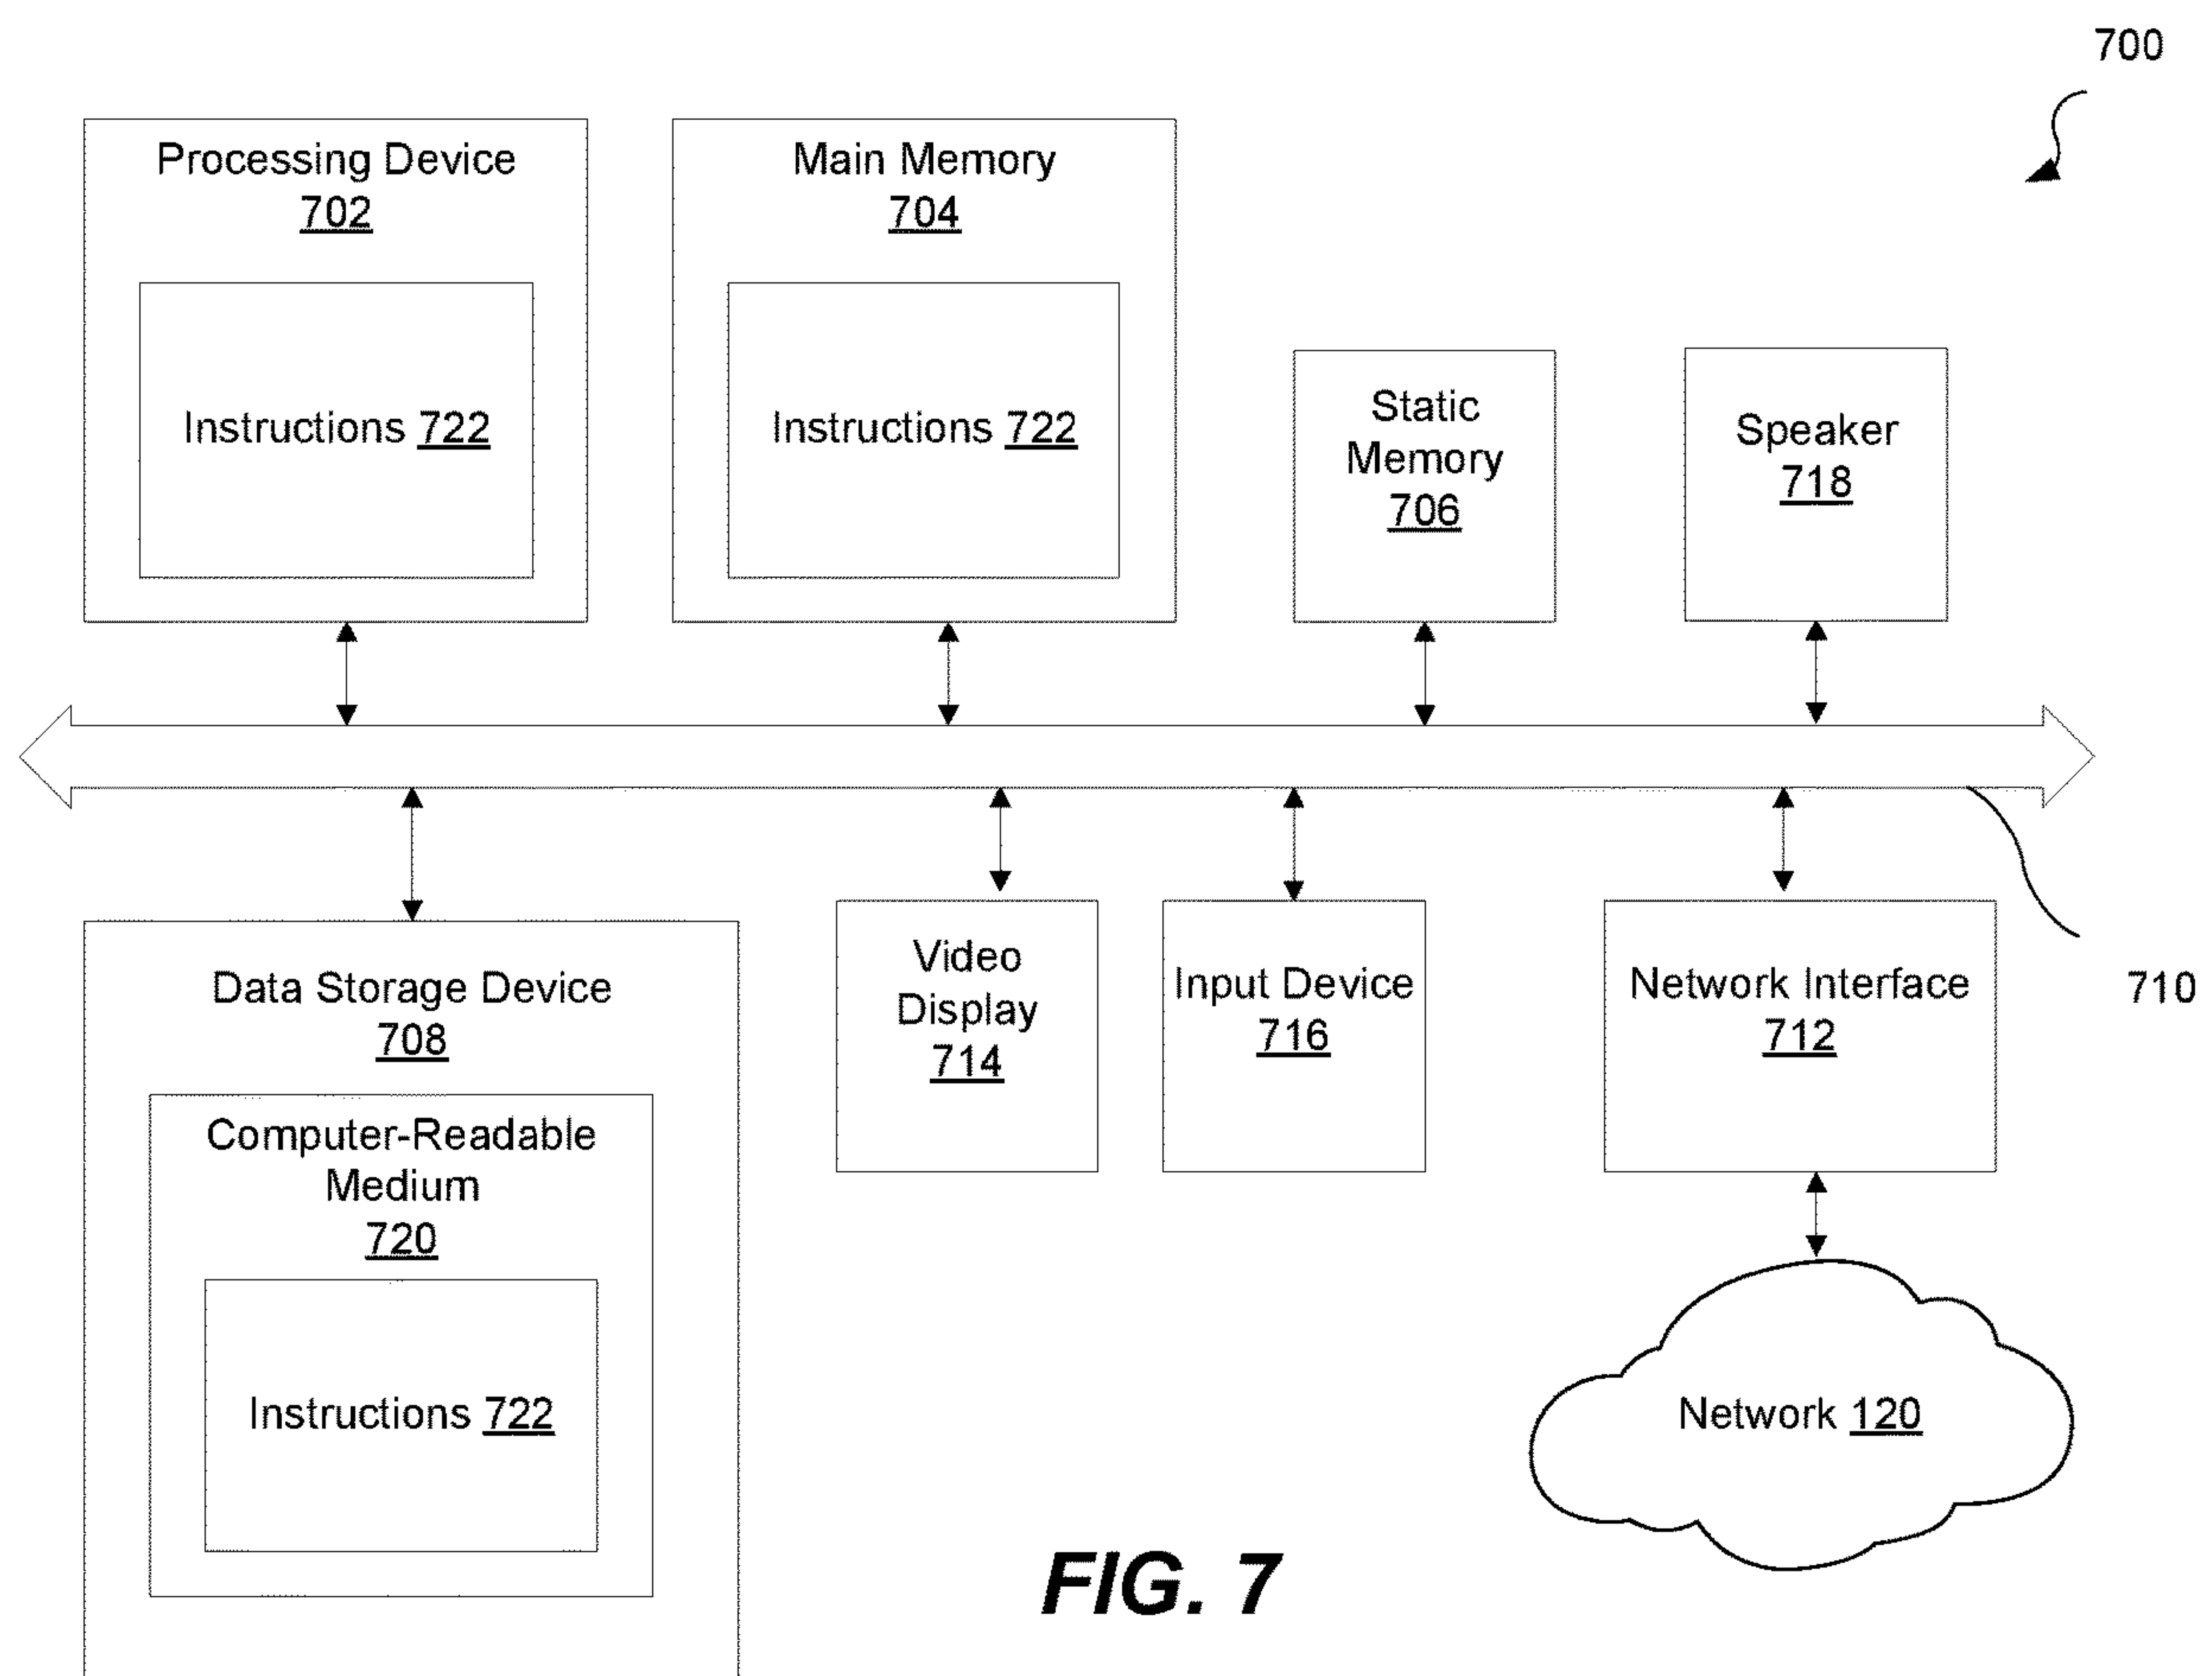 700
Processing Device
702
Instructions 722
Main Memory
704
Instructions 722
Static
Memory
706
Speaker
718
Data Storage Device
708
Computer-Readable
Medium
720
Instructions 722
Video
Display
714
Input Device
716
Network Interface
712
710
Network 120
FIG. 7